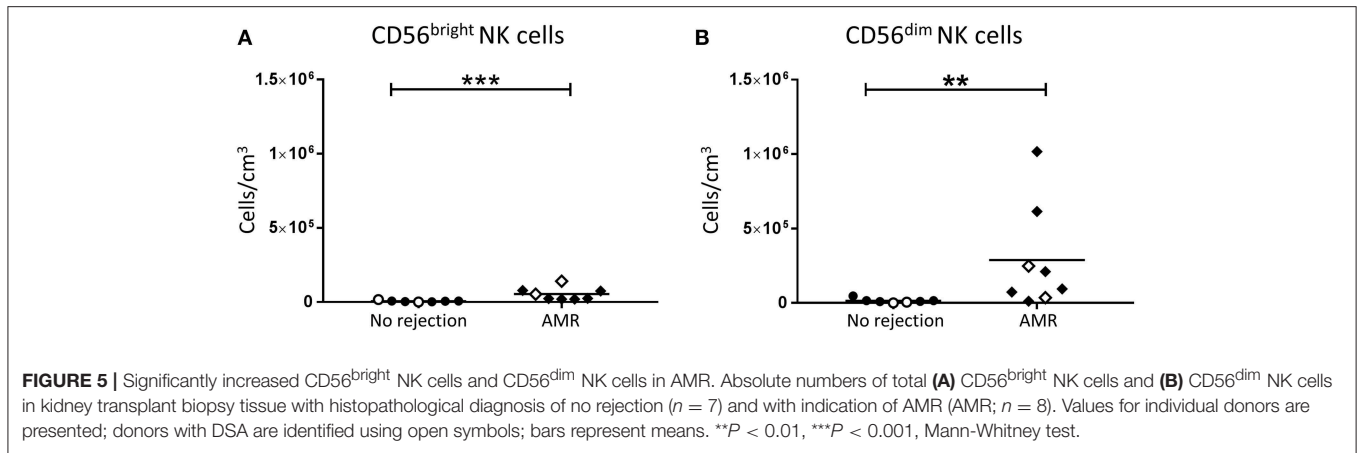 A CD56bright NK cells
1.5×10⁶
***
1×10⁶
Cells/cm³
5×10⁵
0
No rejection AMR
B CD56dim NK cells
1.5×10⁶
**
1×10⁶
Cells/cm³
5×10⁵
0
No rejection AMR
FIGURE 5 | Significantly increased CD56bright NK cells and CD56dim NK cells in AMR. Absolute numbers of total (A) CD56bright NK cells and (B) CD56dim NK cells
in kidney transplant biopsy tissue with histopathological diagnosis of no rejection (n = 7) and with indication of AMR (AMR; n = 8). Values for individual donors are
presented; donors with DSA are identified using open symbols; bars represent means. **P < 0.01, ***P < 0.001, Mann-Whitney test.